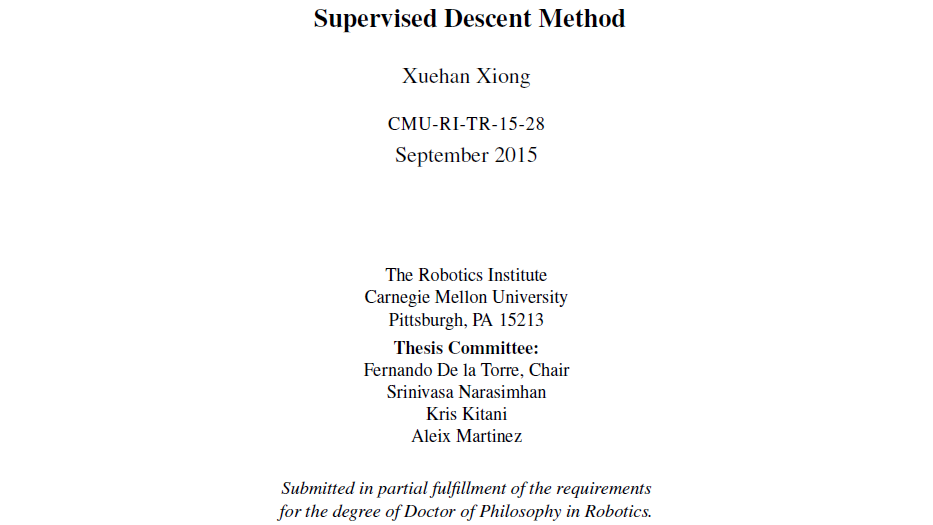 Supervised Descent Method
Xuehan Xiong
CMU-RI-TR-15-28
September 2015
The Robotics Institute
Carnegie Mellon University
Pittsburgh, PA 15213
Thesis Committee:
Fernando De la Torre, Chair
Srinivasa Narasimhan
Kris Kitani
Aleix Martinez
Submitted in partial fulfillment of the requirements
for the degree of Doctor of Philosophy in Robotics.